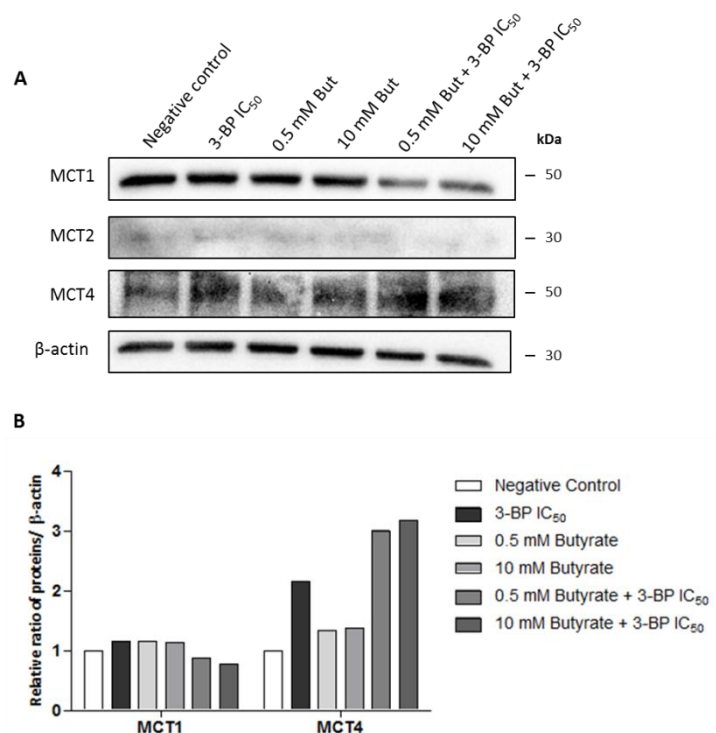 A
Negative control
3-BP IC50
0.5 mM But
10 mM But
0.5 mM But + 3-BP IC50
10 mM But + 3-BP IC50
kDa
MCT1
– 50
MCT2
– 30
MCT4
– 50
β-actin
– 30
B
Relative ratio of proteins/ β-actin
4
3
2
1
0
MCT1
MCT4
Negative Control
3-BP IC50
0.5 mM Butyrate
10 mM Butyrate
0.5 mM Butyrate + 3-BP IC50
10 mM Butyrate + 3-BP IC50